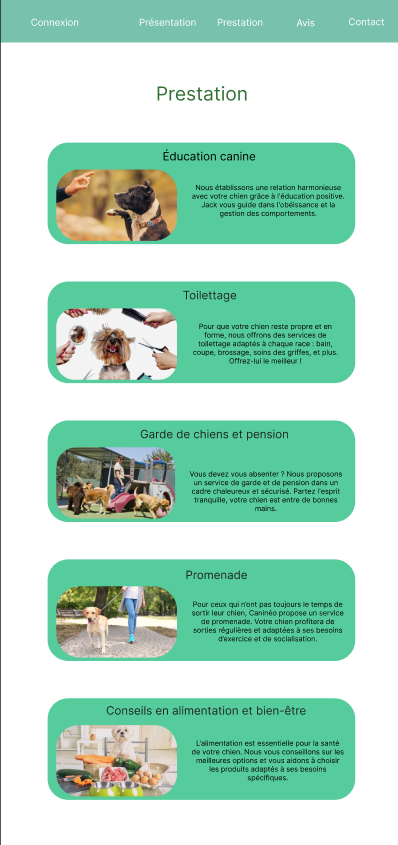 Connexion Présentation Prestation Avis Contact
Prestation
Éducation canine
Nous établissons une relation harmonieuse
avec votre chien grâce à l'éducation positive.
Jack vous guide dans l'obéissance et la
gestion des comportements.
Toilettage
Pour que votre chien reste propre et en
forme, nous offrons des services de
toilettage adaptés à chaque race : bain,
coupe, brossage, soins des griffes, et plus.
Offrez-lui le meilleur !
Garde de chiens et pension
Vous devez vous absenter ? Nous proposons
un service de garde et de pension dans un
cadre chaleureux et sécurisé. Partez l'esprit
tranquille, votre chien est entre de bonnes
mains.
Promenade
Pour ceux qui n'ont pas toujours le temps de
sortir leur chien, Caninéo propose un service
de promenade. Votre chien profitera de
sorties régulières et adaptées à ses besoins
d'exercice et de socialisation.
Conseils en alimentation et bien-être
L'alimentation est essentielle pour la santé
de votre chien. Nous vous conseillons sur les
meilleures options et vous aidons à choisir
les produits adaptés à ses besoins
spécifiques.